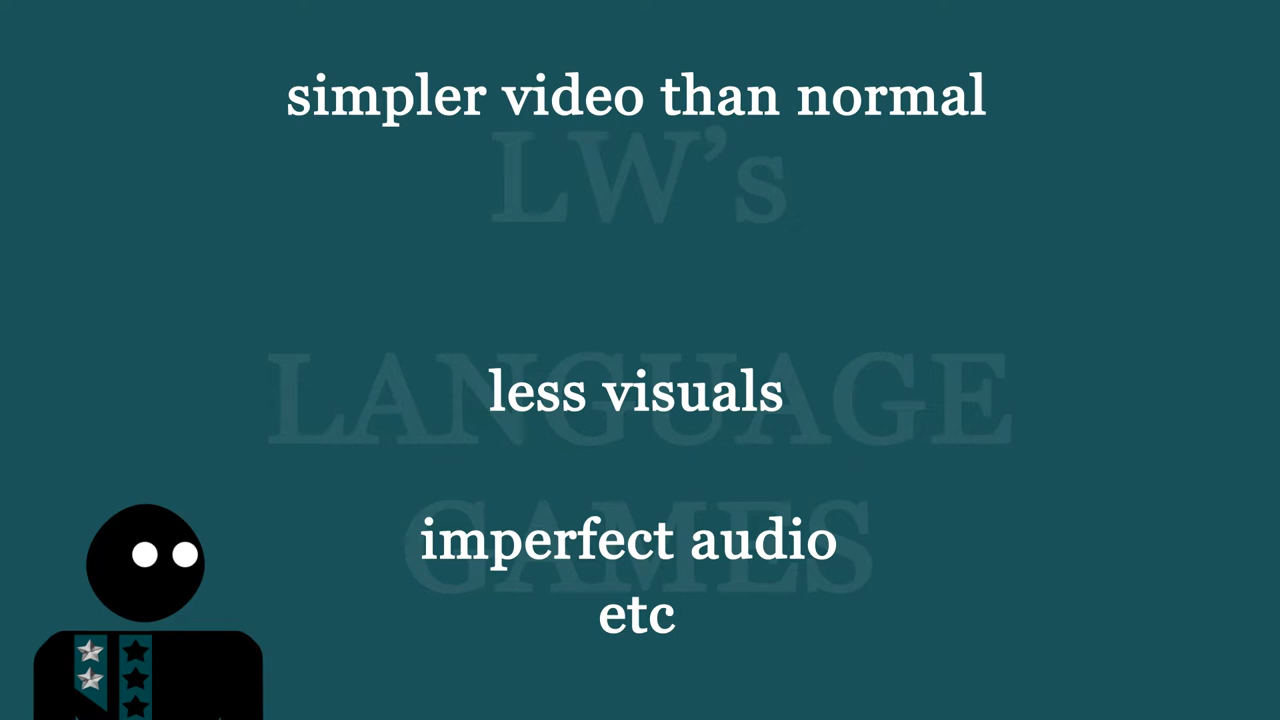 simpler video than normal
LW's
LANGUAGE
less visuals
GAMES
imperfect audio
etc